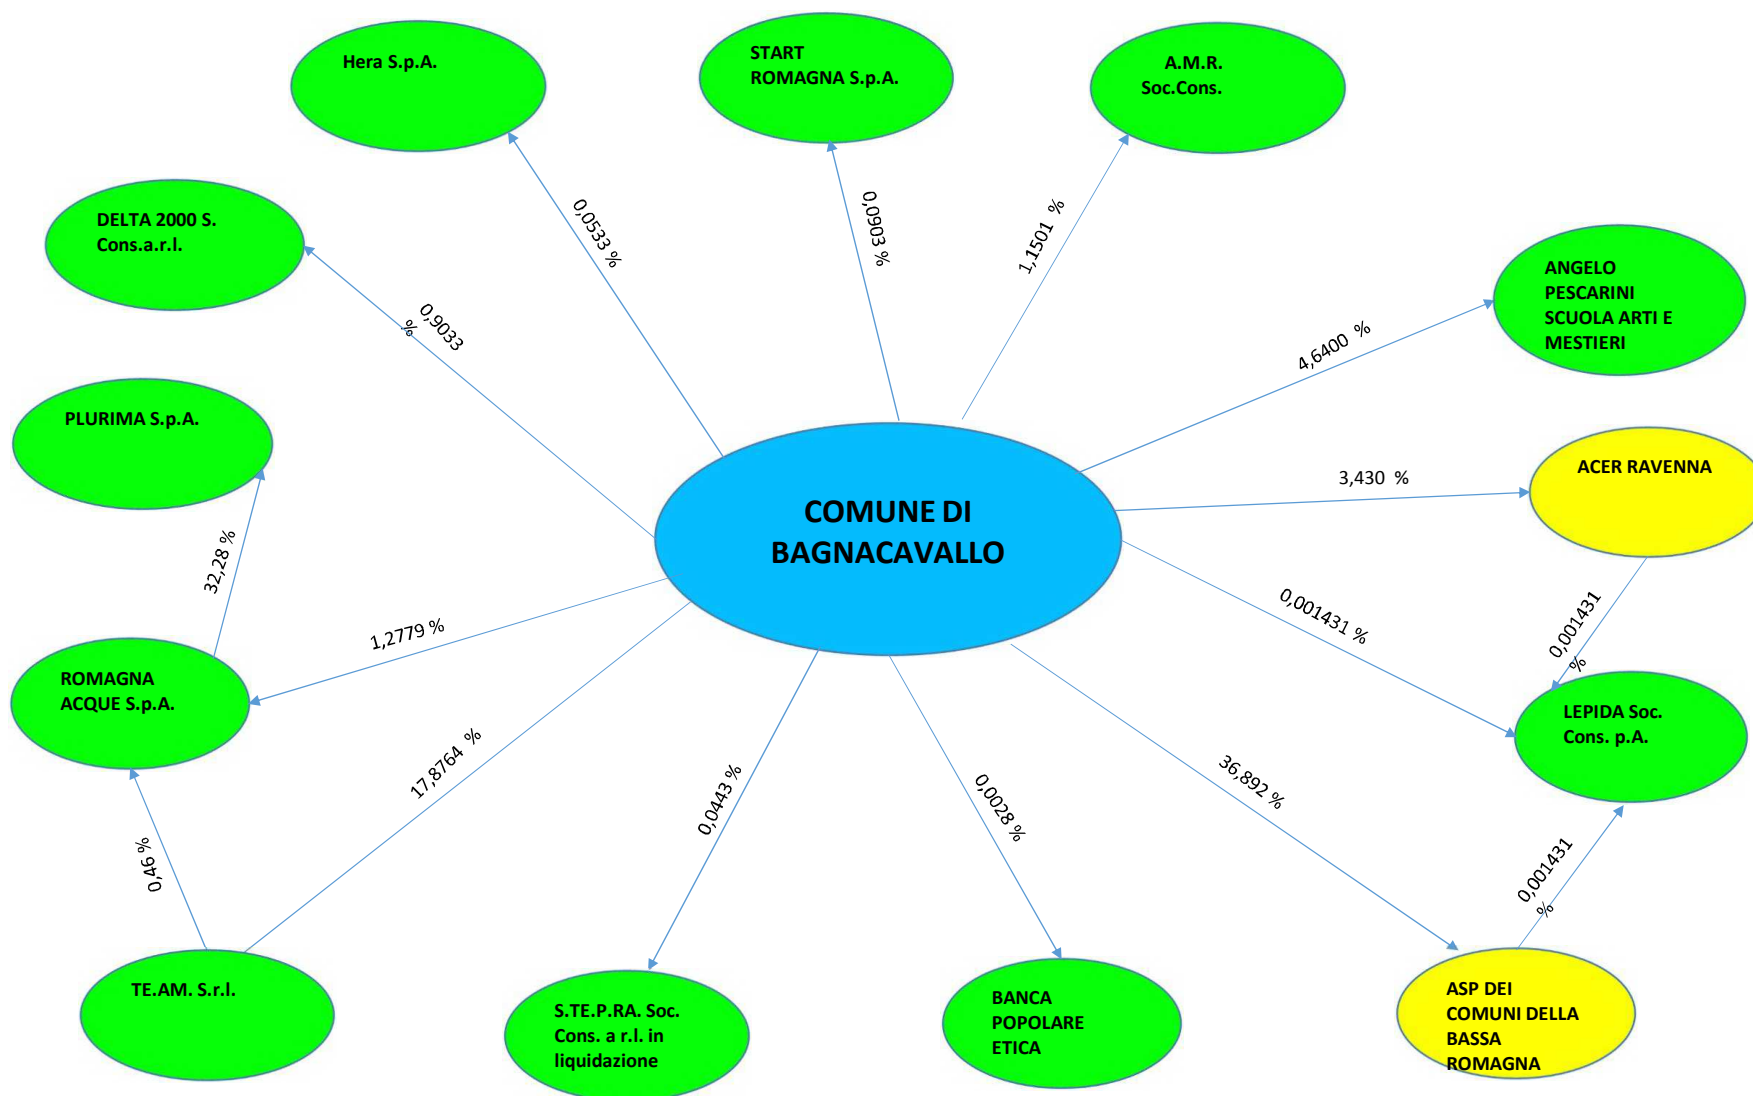 Hera S.p.A.
START
ROMAGNA S.p.A.
A.M.R.
Soc.Cons.
DELTA 2000 S.
Cons.a.r.l.
0,0533 %
0,0903 %
1,1501 %
ANGELO
PESCARINI
SCUOLA ARTI E
MESTIERI
0,9033
%
4,6400 %
PLURIMA S.p.A.
ACER RAVENNA
3,430 %
COMUNE DI
BAGNACAVALLO
32,28 %
1,2779 %
0,001431 %
0,001431
%
ROMAGNA
ACQUE S.p.A.
LEPIDA Soc.
Cons. p.A.
17,8764 %
0,0443 %
0,0028 %
36,892 %
0,46 %
0,001431
%
TE.AM. S.r.l.
S.TE.P.RA. Soc.
Cons. a r.l. in
liquidazione
BANCA
POPOLARE
ETICA
ASP DEI
COMUNI DELLA
BASSA
ROMAGNA